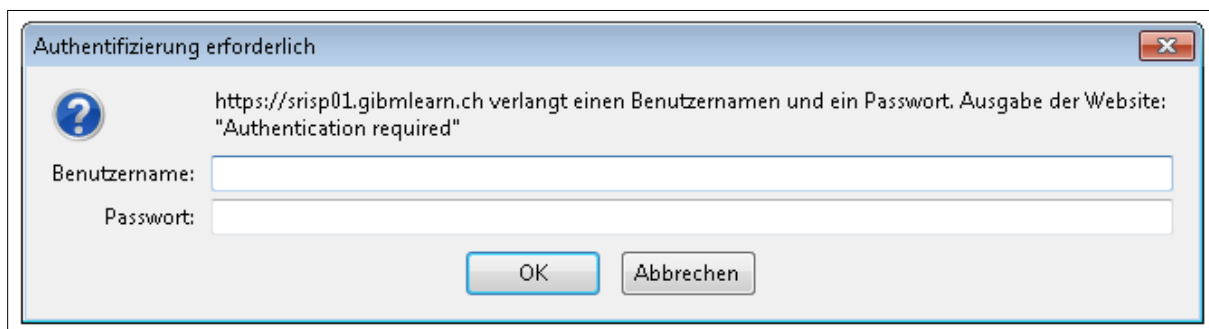 Authentifizierung erforderlich
https://srisp01.gibmlearn.ch verlangt einen Benutzernamen und ein Passwort. Ausgabe der Website:
"Authentication required"
Benutzername:
Passwort:
OK
Abbrechen